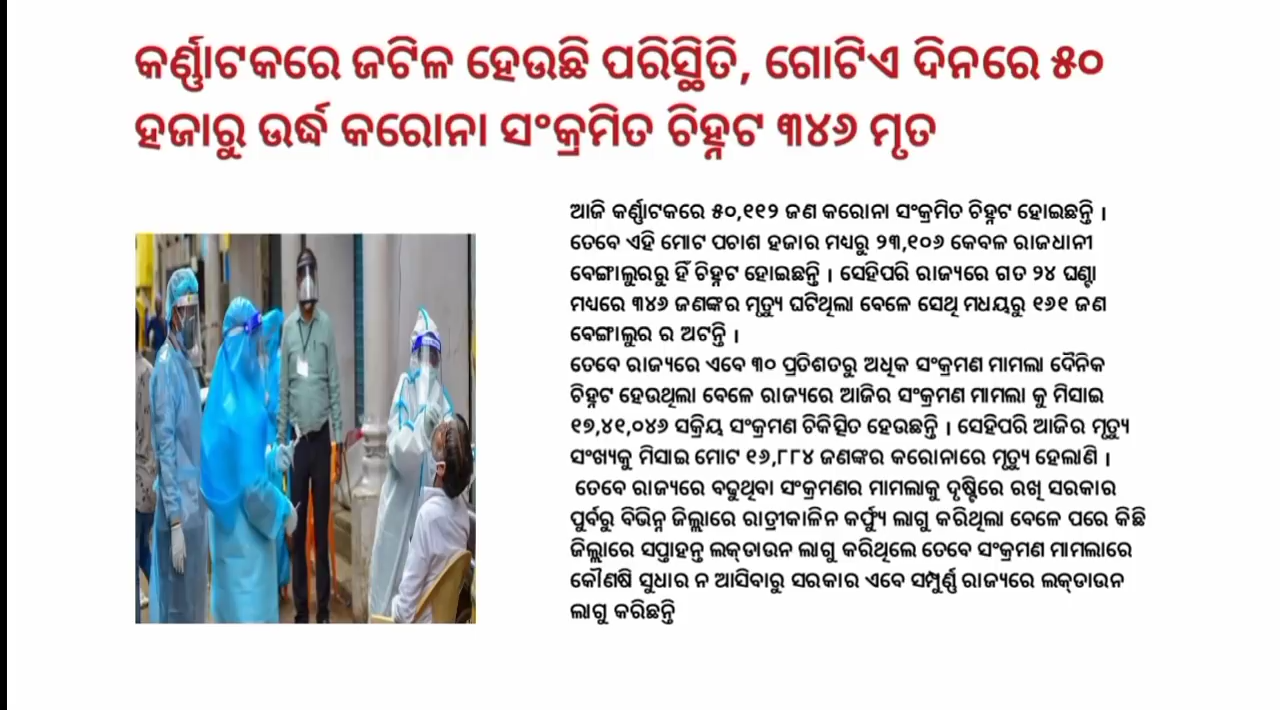 କର୍ଣ୍ଣାଟକରେ ଜଟିଳ ହେଉଛି ପରିସ୍ଥିତି, ଗୋଟିଏ ଦିନରେ ୫୦
ହଜାରୁ ଉର୍ଦ୍ଧ କରୋନା ସଂକ୍ରମିତ ଚିହ୍ନଟ ୩୪୬ ମୃତ
ଆଜି କର୍ଣ୍ଣାଟକରେ ୫୦,୧୧୨ ଜଣ କରୋନା ସଂକ୍ରମିତ ଚିହ୍ନଟ ହୋଇଛନ୍ତି ।
ତେବେ ଏହି ମୋଟ ପଚାଶ ହଜାର ମଧ୍ୟରୁ ୨୩,୧୦୬ କେବଳ ରାଜଧାନୀ
ବେଙ୍ଗାଲୁରରୁ ହିଁ ଚିହ୍ନଟ ହୋଇଛନ୍ତି । ସେହିପରି ରାଜ୍ୟରେ ଗତ ୨୪ ଘଣ୍ଟା
ମଧ୍ୟରେ ୩୪୬ ଜଣଙ୍କର ମୃତ୍ୟୁ ଘଟିଥିଲା ବେଳେ ସେଥି ମଧୟରୁ ୧୬୧ ଜଣ
ବେଙ୍ଗାଲୁର ର ଅଟନ୍ତି ।
ତେବେ ରାଜ୍ୟରେ ଏବେ ୩୦ ପ୍ରତିଶତରୁ ଅଧିକ ସଂକ୍ରମଣ ମାମଲା ଦୈନିକ
ଚିହ୍ନଟ ହେଉଥିଲା ବେଳେ ରାଜ୍ୟରେ ଆଜିର ସଂକ୍ରମଣ ମାମଲା କୁ ମିସାଇ
୧୭,୪୧,୦୪୬ ସକ୍ରିୟ ସଂକ୍ରମଣ ଚିକିତ୍ସିତ ହେଉଛନ୍ତି । ସେହିପରି ଆଜିର ମୃତ୍ୟୁ
ସଂଖ୍ୟକୁ ମିସାଇ ମୋଟ ୧୬,୮୮୪ ଜଣଙ୍କର କରୋନାରେ ମୃତ୍ୟୁ ହେଲାଣି ।
ତେବେ ରାଜ୍ୟରେ ବଢୁଥିବା ସଂକ୍ରମଣର ମାମଲାକୁ ଦୃଷ୍ଟିରେ ରଖି ସରକାର
ପୁର୍ବରୁ ବିଭିନ୍ନ ଜିଲ୍ଲାରେ ରାତ୍ରୀକାଳିନ କର୍ଫ୍ୟୁ ଲାଗୁ କରିଥିଲା ବେଳେ ପରେ କିଛି
ଜିଲ୍ଲାରେ ସପ୍ତାହନ୍ତ ଲକ୍‌ଡାଉନ ଲାଗୁ କରିଥିଲେ ତେବେ ସଂକ୍ରମଣ ମାମଲାରେ
କୌଣଷି ସୁଧାର ନ ଆସିବାରୁ ସରକାର ଏବେ ସମ୍ପୁର୍ଣ୍ଣ ରାଜ୍ୟରେ ଲକ୍‌ଡାଉନ
ଲାଗୁ କରିଛନ୍ତି